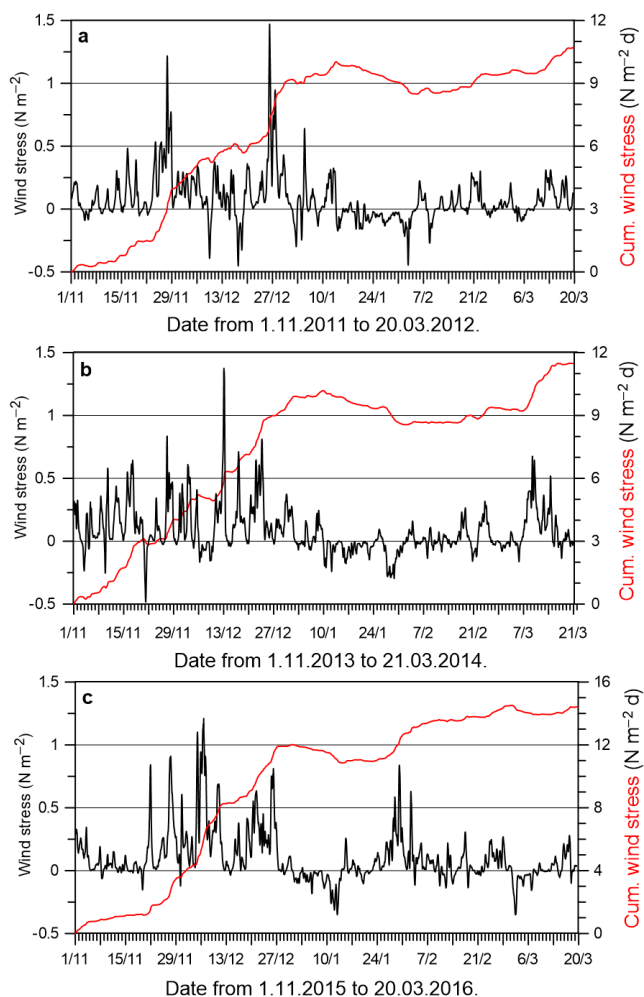 a
Wind stress (N m−2)
1.5
1
0.5
0
-0.5
12
9
6
3
0
Cum. wind stress (N m−2 d)
1/11 15/11 29/11 13/12 27/12 10/1 24/1 7/2 21/2 6/3 20/3
Date from 1.11.2011 to 20.03.2012.
b
Wind stress (N m−2)
1.5
1
0.5
0
-0.5
12
9
6
3
0
Cum. wind stress (N m−2 d)
1/11 15/11 29/11 13/12 27/12 10/1 24/1 7/2 21/2 7/3 21/3
Date from 1.11.2013 to 21.03.2014.
c
Wind stress (N m−2)
1.5
1
0.5
0
-0.5
16
12
8
4
0
Cum. wind stress (N m−2 d)
1/11 15/11 29/11 13/12 27/12 10/1 24/1 7/2 21/2 6/3 20/3
Date from 1.11.2015 to 20.03.2016.